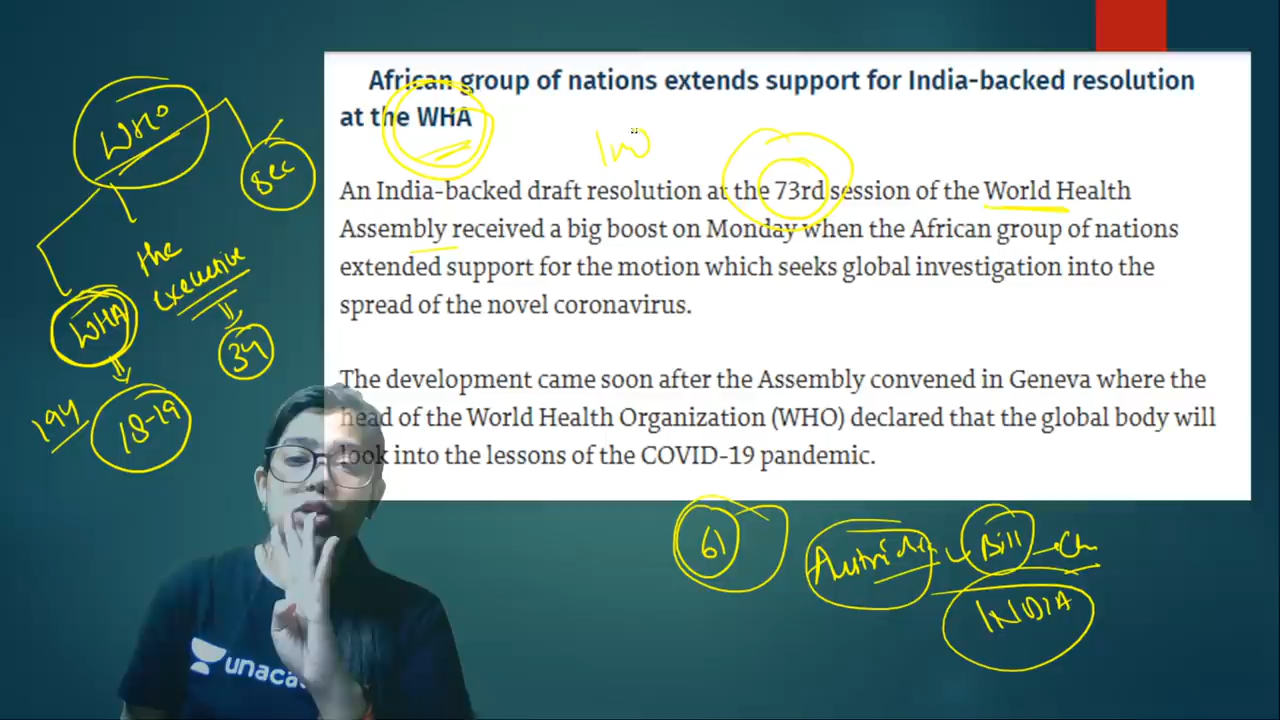 African group of nations extends support for India-backed resolution
at the WHA
An India-backed draft resolution at the 73rd session of the World Health
Assembly received a big boost on Monday when the African group of nations
extended support for the motion which seeks global investigation into the
spread of the novel coronavirus.
The development came soon after the Assembly convened in Geneva where the
head of the World Health Organization (WHO) declared that the global body will
look into the lessons of the COVID-19 pandemic.
WHO
Sec
the
executive
WHA
34
194
18-19
61
Bill
INDIA
unaca